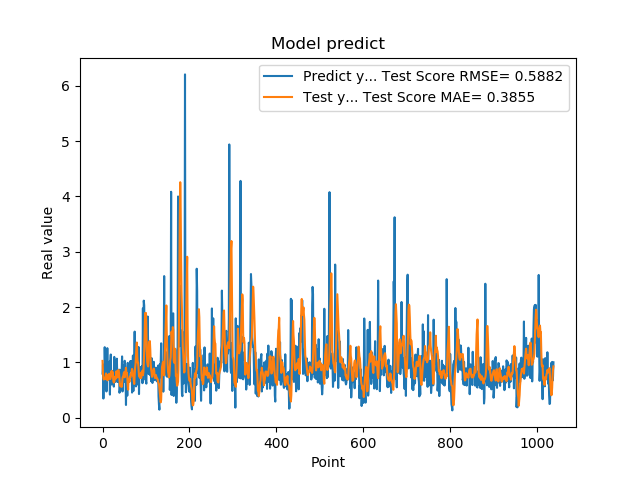 Model predict
Predict y... Test Score RMSE= 0.5882
Test y... Test Score MAE= 0.3855
Real value
6
5
4
3
2
1
0
0 200 400 600 800 1000
Point